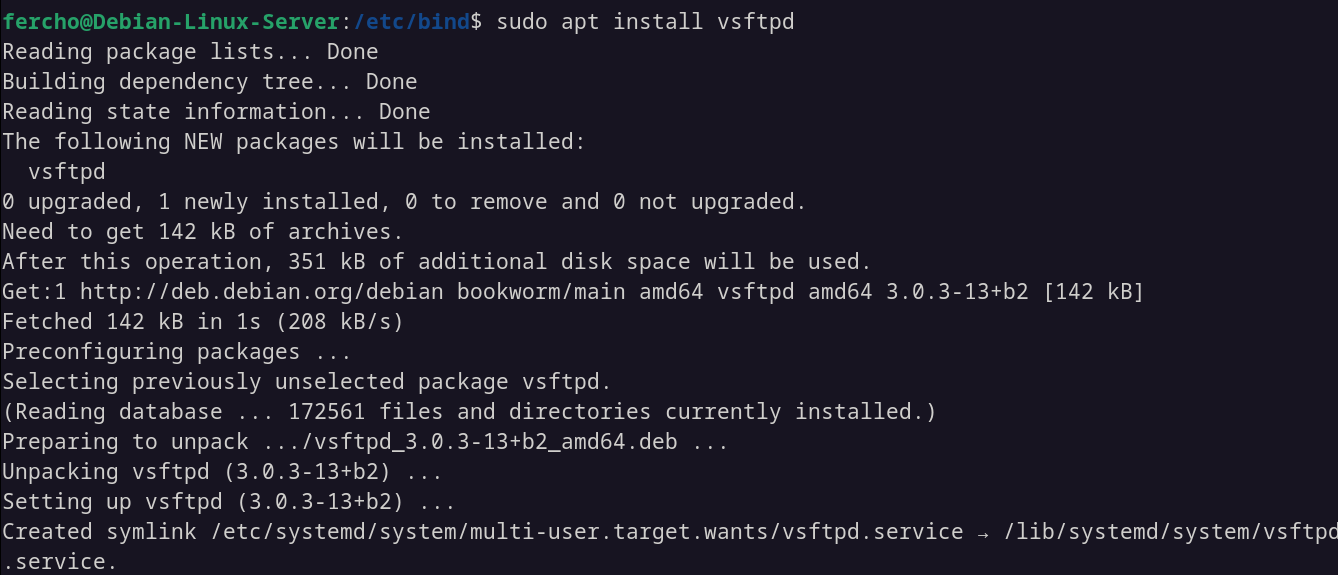 fercho@Debian-Linux-Server:/etc/bind$ sudo apt install vsftpd
Reading package lists... Done
Building dependency tree... Done
Reading state information... Done
The following NEW packages will be installed:
  vsftpd
0 upgraded, 1 newly installed, 0 to remove and 0 not upgraded.
Need to get 142 kB of archives.
After this operation, 351 kB of additional disk space will be used.
Get:1 http://deb.debian.org/debian bookworm/main amd64 vsftpd amd64 3.0.3-13+b2 [142 kB]
Fetched 142 kB in 1s (208 kB/s)
Preconfiguring packages ...
Selecting previously unselected package vsftpd.
(Reading database ... 172561 files and directories currently installed.)
Preparing to unpack .../vsftpd_3.0.3-13+b2_amd64.deb ...
Unpacking vsftpd (3.0.3-13+b2) ...
Setting up vsftpd (3.0.3-13+b2) ...
Created symlink /etc/systemd/system/multi-user.target.wants/vsftpd.service → /lib/systemd/system/vsftpd
.service.